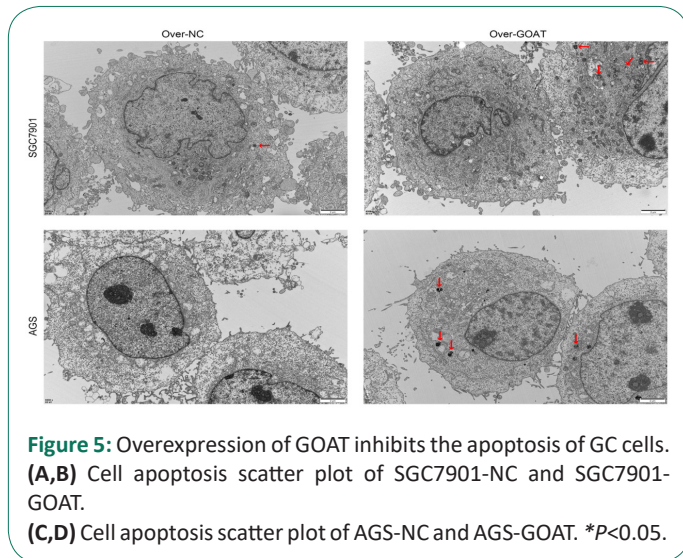 Over-NC
Over-GOAT
SGC7901
AGS
Figure 5: Overexpression of GOAT inhibits the apoptosis of GC cells.
(A,B) Cell apoptosis scatter plot of SGC7901-NC and SGC7901-
GOAT.
(C,D) Cell apoptosis scatter plot of AGS-NC and AGS-GOAT. *P<0.05.